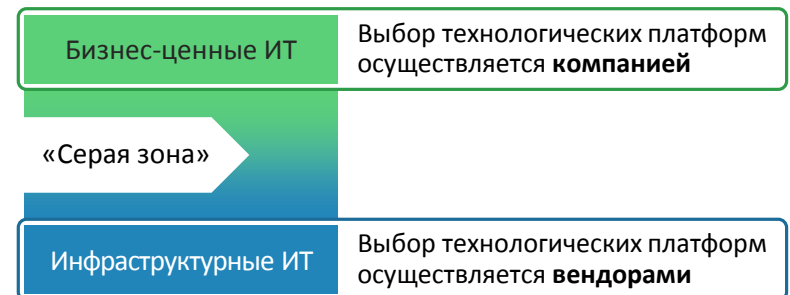 Бизнес-ценные ИТ
Выбор технологических платформ
осуществляется компанией
«Серая зона»
Инфраструктурные ИТ
Выбор технологических платформ
осуществляется вендорами